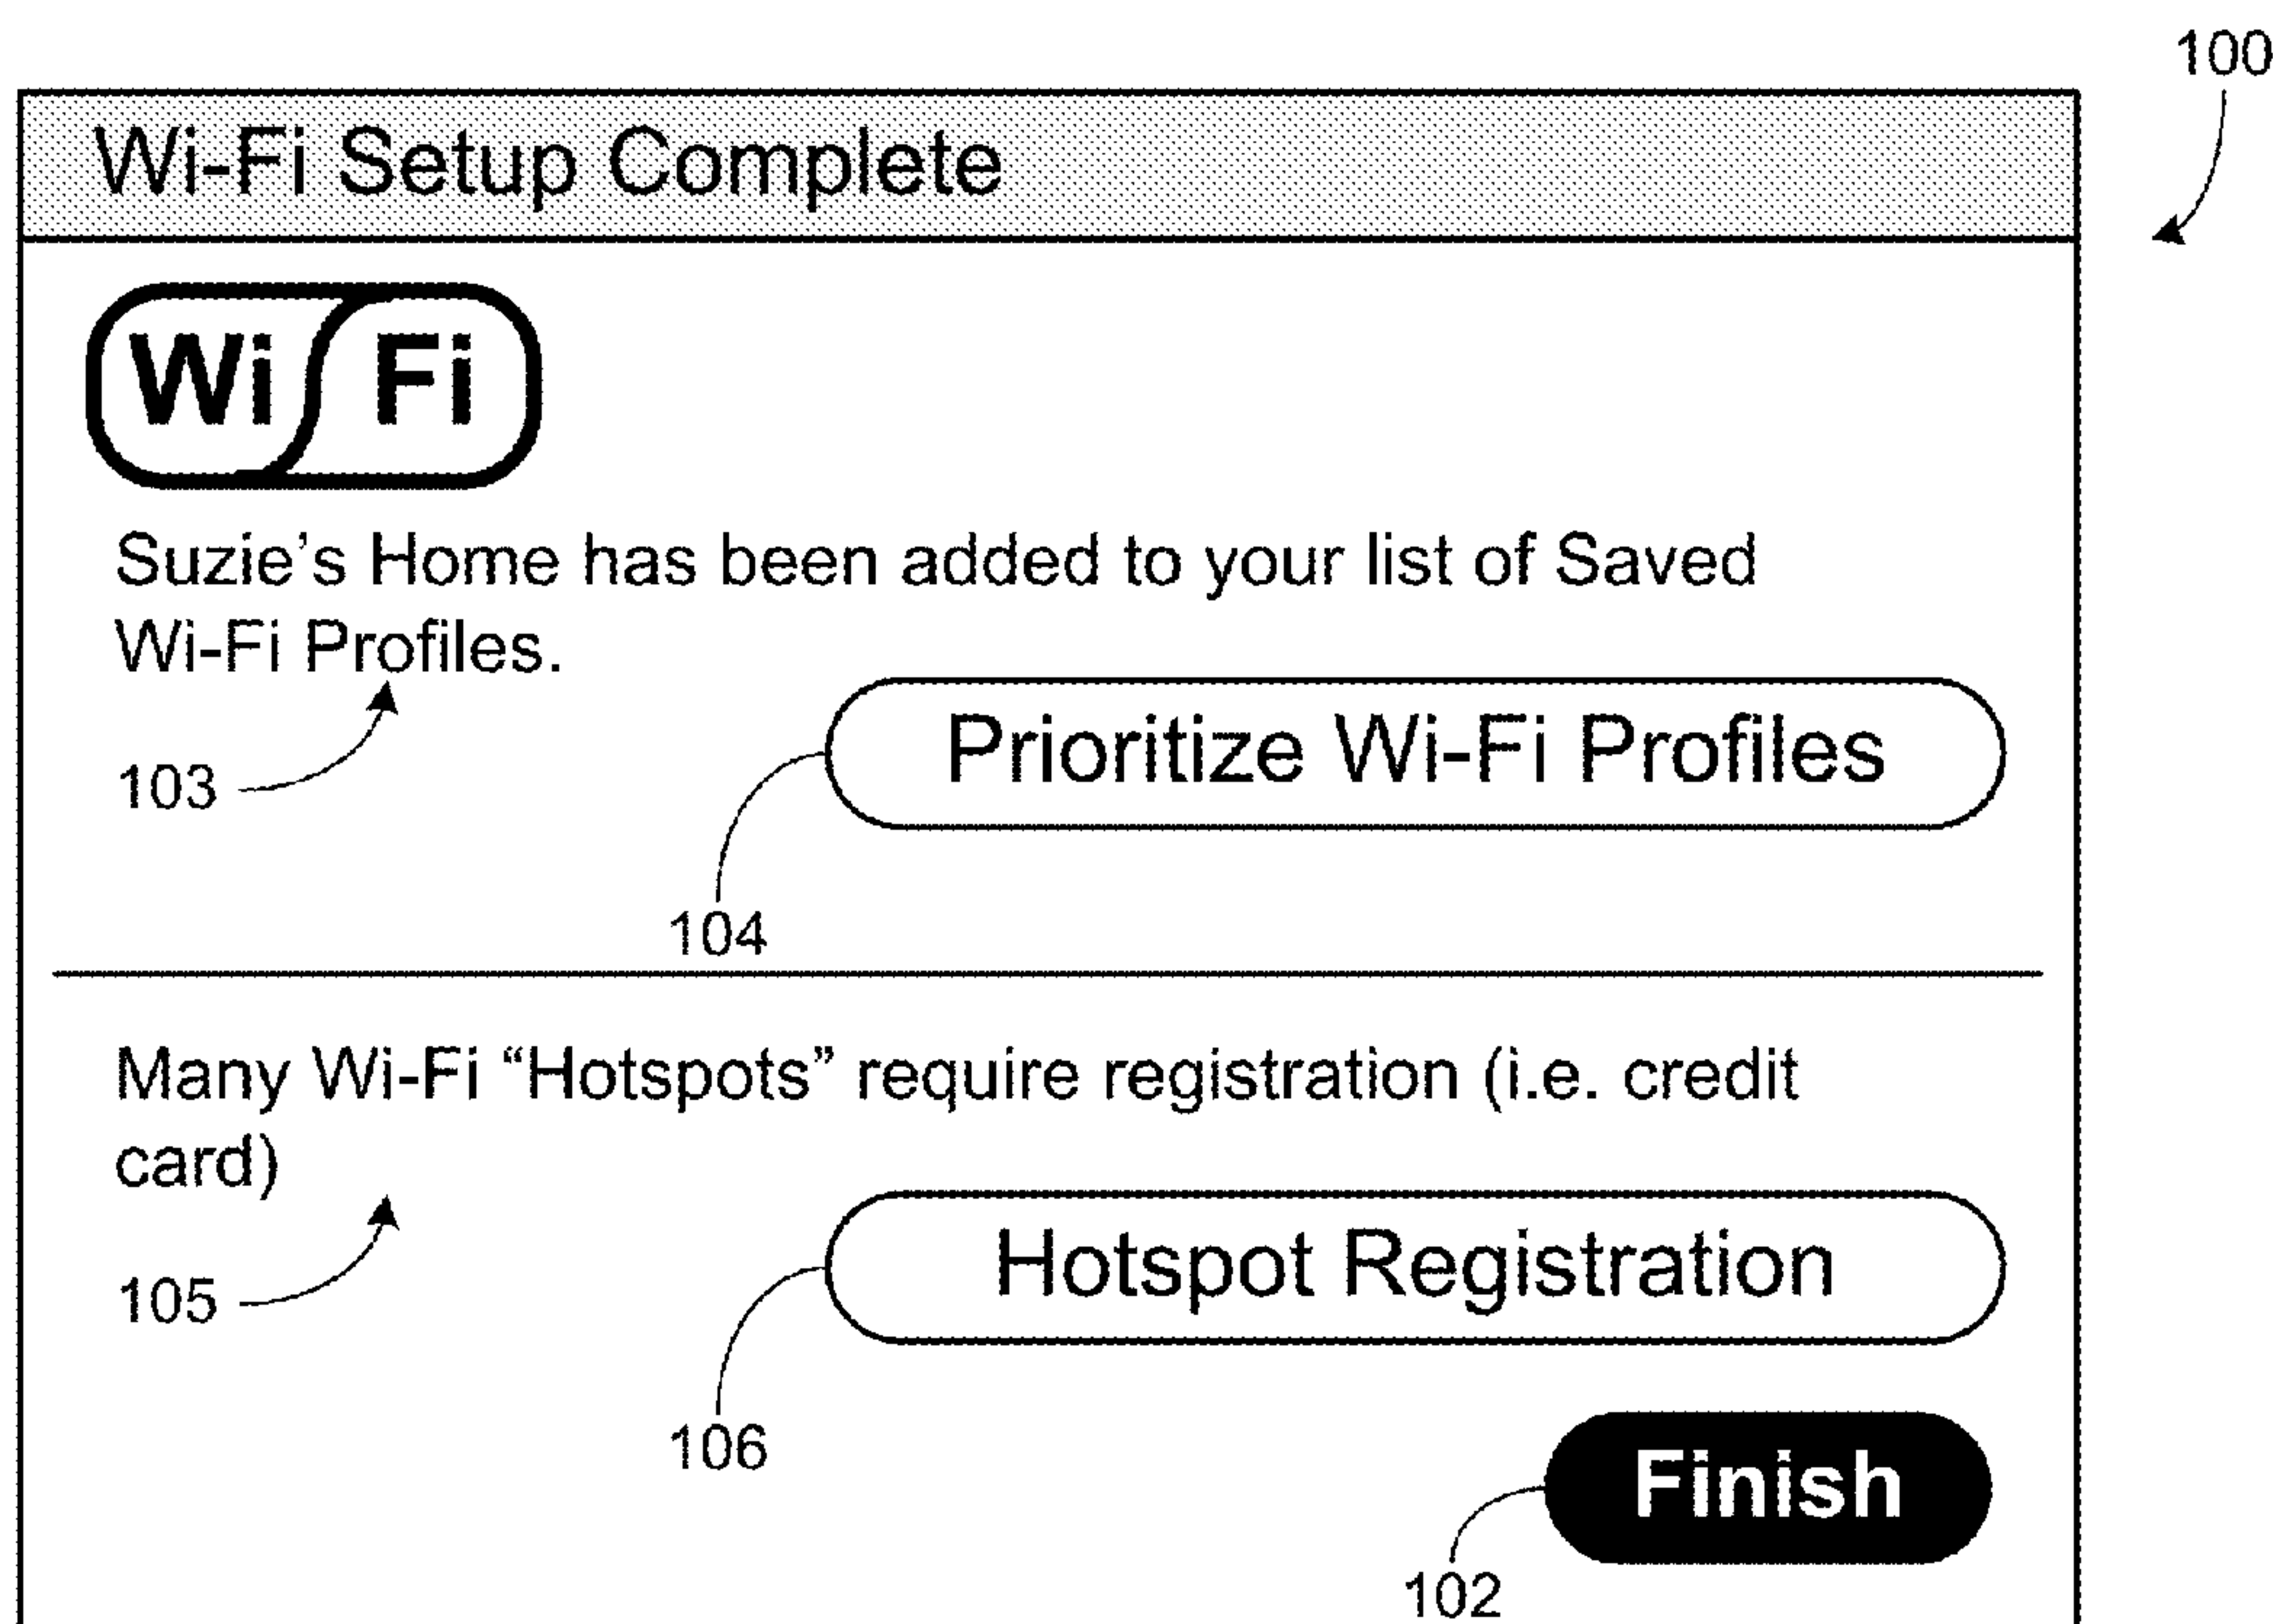 100
Wi-Fi Setup Complete
Wi Fi
Suzie’s Home has been added to your list of Saved
Wi-Fi Profiles.
Prioritize Wi-Fi Profiles
103
104
Many Wi-Fi “Hotspots” require registration (i.e. credit
card)
Hotspot Registration
105
106
Finish
102